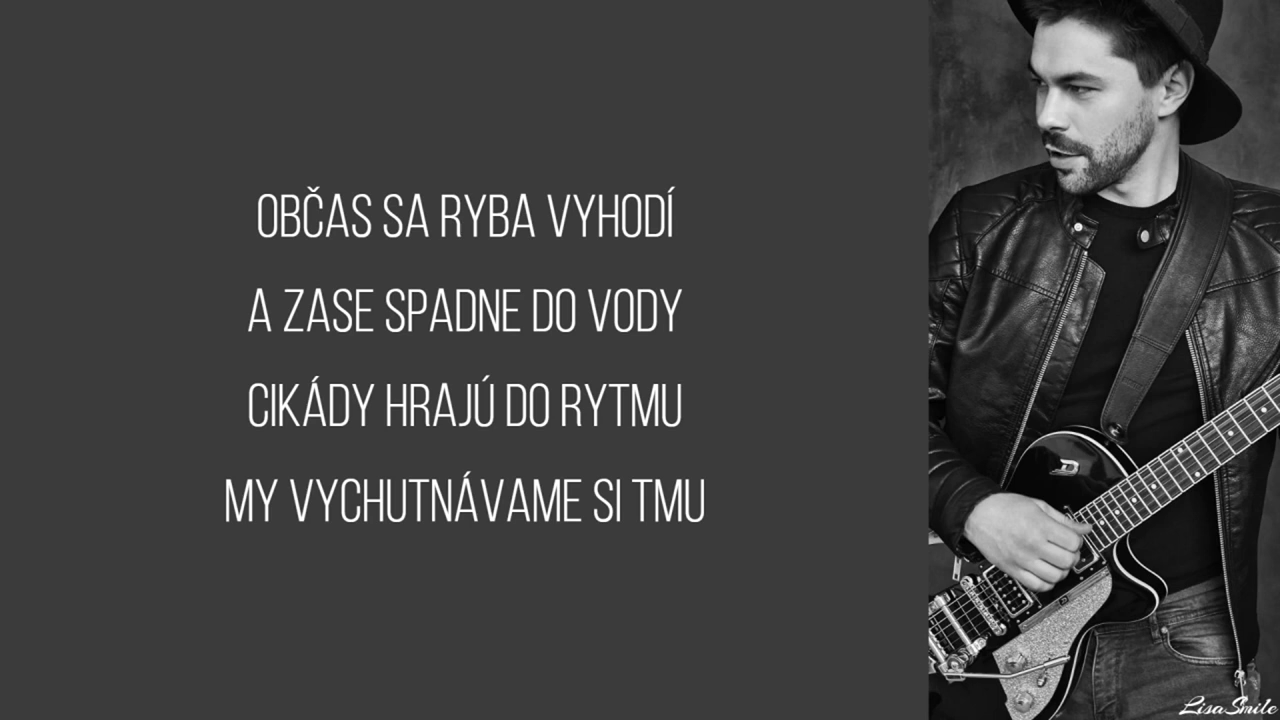 OBČAS SA RYBA VYHODÍ
A ZASE SPADNE DO VODY
CIKÁDY HRAJÚ DO RYTMU
MY VYCHUTNÁVAME SI TMU
LisaSmile